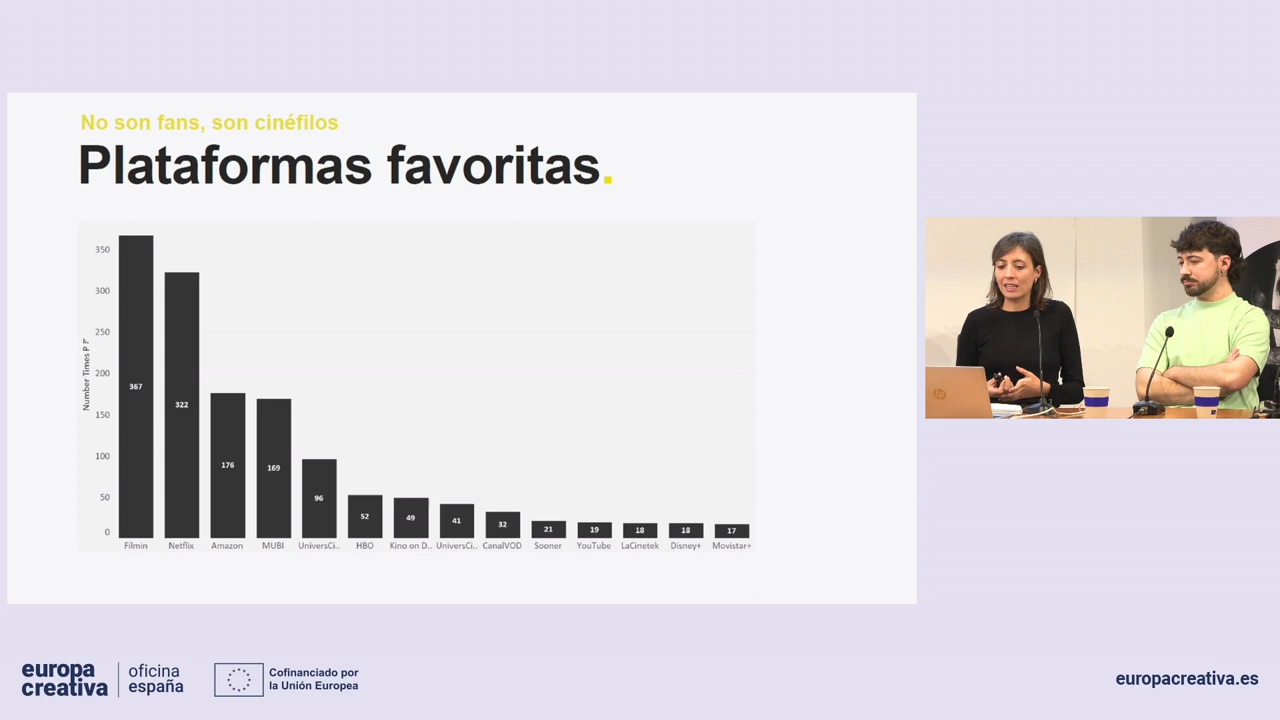 No son fans, son cinéfilos
Plataformas favoritas.
Number Times P
350
300
250
200
150
100
50
0
367
322
176
169
96
52
49
41
32
21
19
18
18
17
Filmin Netflix Amazon MUBI UniversCi.. HBO Kino on D.. UniversCi.. CanalVOD Sooner YouTube LaCinetek Disney+ Movistar+
europa
creativa
oficina
españa
Cofinanciado por
la Unión Europea
europacreativa.es